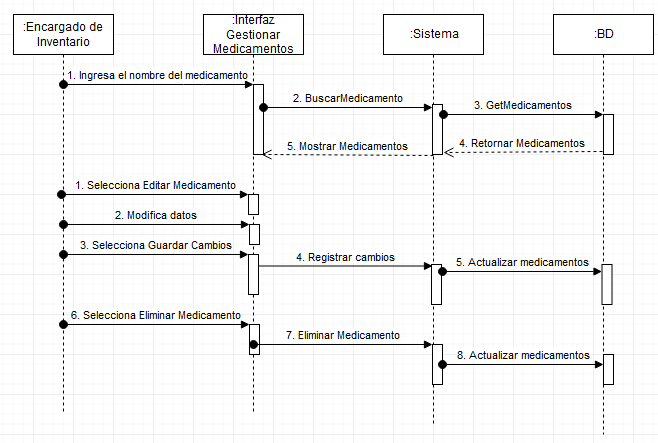 :Encargado de
Inventario
:Interfaz
Gestionar
Medicamentos
:Sistema
:BD
1. Ingresa el nombre del medicamento
2. BuscarMedicamento
3. GetMedicamentos
4. Retornar Medicamentos
5. Mostrar Medicamentos
1. Selecciona Editar Medicamento
2. Modifica datos
3. Selecciona Guardar Cambios
4. Registrar cambios
5. Actualizar medicamentos
6. Selecciona Eliminar Medicamento
7. Eliminar Medicamento
8. Actualizar medicamentos